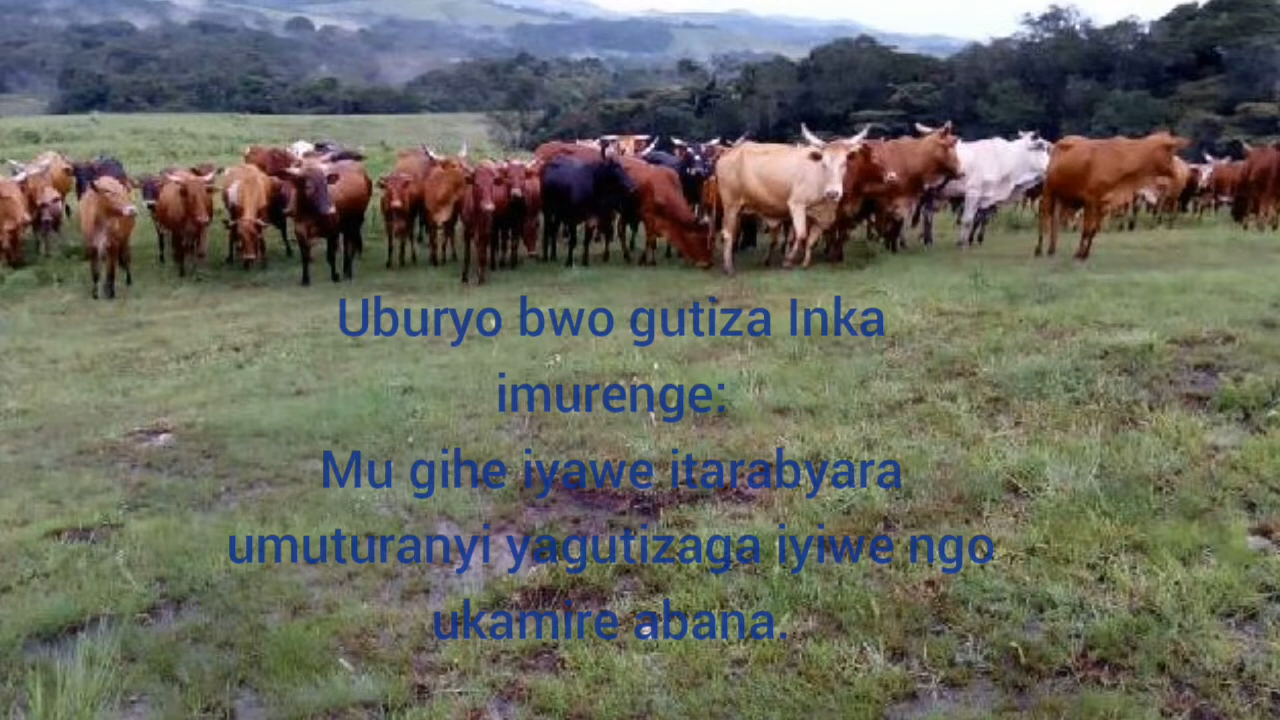 Uburyo bwo gutiza Inka
imurenge:
Mu gihe iyawe itarabyara
umuturanyi yagutizaga iyiwe ngo
ukamire abana.